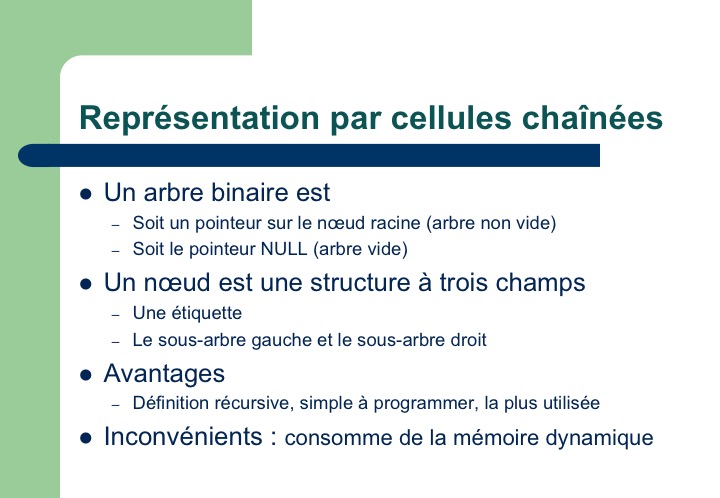 Représentation par cellules chaînées
● Un arbre binaire est
– Soit un pointeur sur le nœud racine (arbre non vide)
– Soit le pointeur NULL (arbre vide)
● Un nœud est une structure à trois champs
– Une étiquette
– Le sous-arbre gauche et le sous-arbre droit
● Avantages
– Définition récursive, simple à programmer, la plus utilisée
● Inconvénients : consomme de la mémoire dynamique